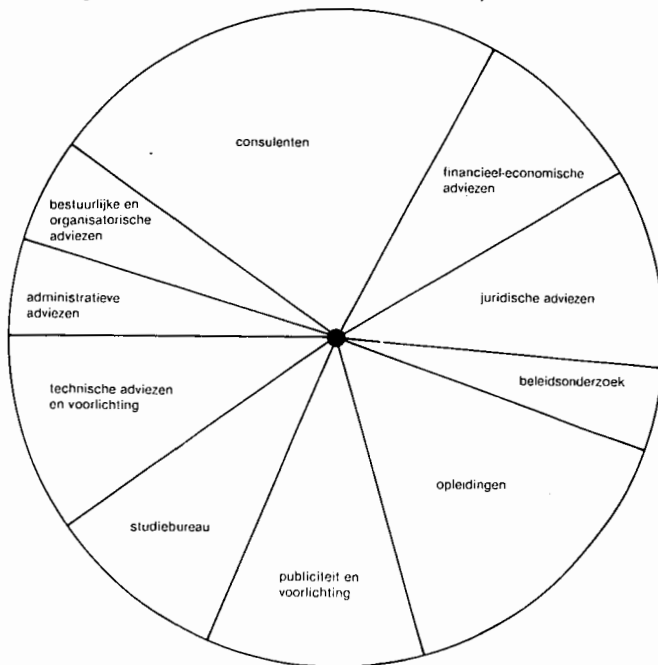 consulenten
financieel-economische
adviezen
bestuurlijke en
organisatorische
adviezen
juridische adviezen
administratieve
adviezen
technische adviezen
en voorlichting
beleidsonderzoek
opleidingen
studiebureau
publiciteit en
voorlichting